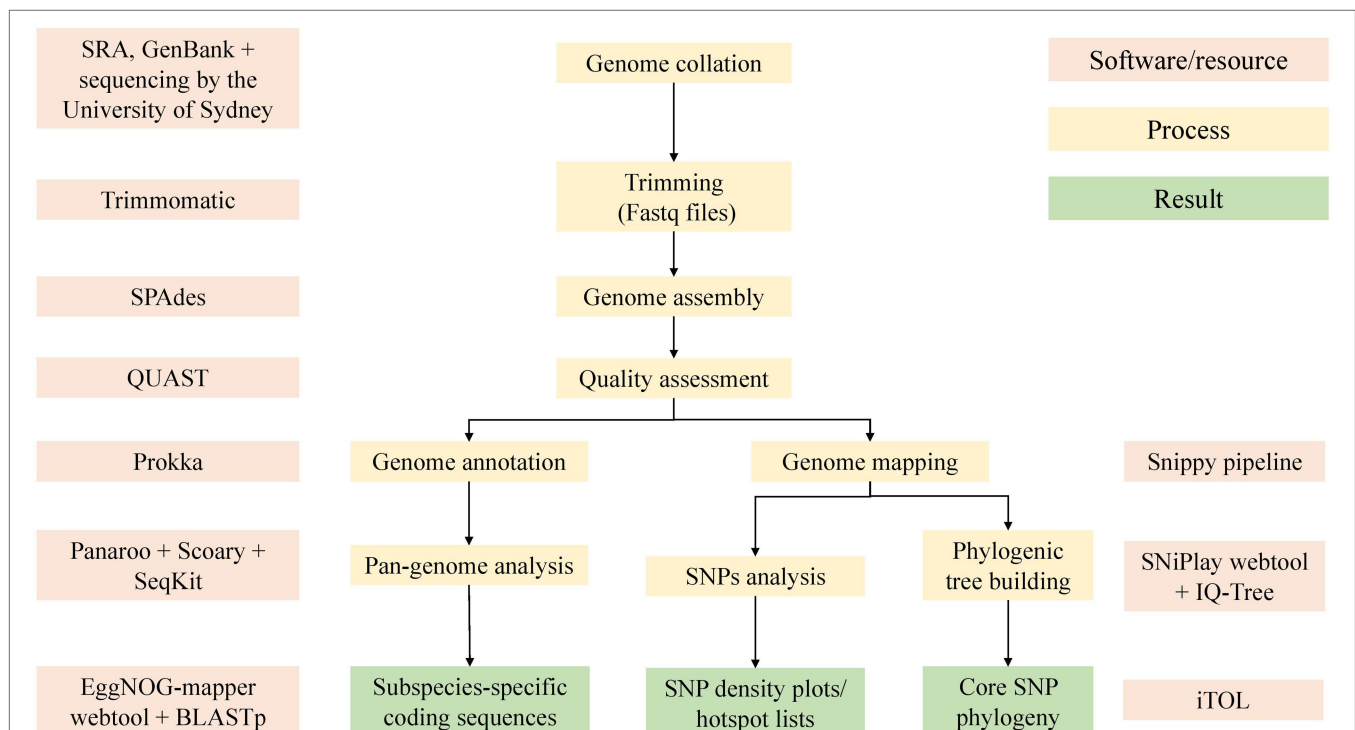 SRA, GenBank +
sequencing by the
University of Sydney
Genome collation
Software/resource
Process
Trimmomatic
Trimming
(Fastq files)
Result
SPAdes
Genome assembly
QUAST
Quality assessment
Prokka
Genome annotation
Genome mapping
Snippy pipeline
Panaroo + Scoary +
SeqKit
Pan-genome analysis
SNPs analysis
Phylogenic
tree building
SNiPlay webtool
+ IQ-Tree
EggNOG-mapper
webtool + BLASTp
Subspecies-specific
coding sequences
SNP density plots/
hotspot lists
Core SNP
phylogeny
iTOL